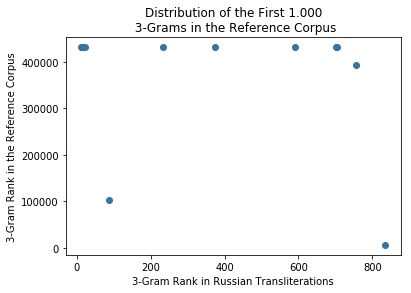 Distribution of the First 1.000
3-Grams in the Reference Corpus
3-Gram Rank in the Reference Corpus
400000
300000
200000
100000
0
0 200 400 600 800
3-Gram Rank in Russian Transliterations